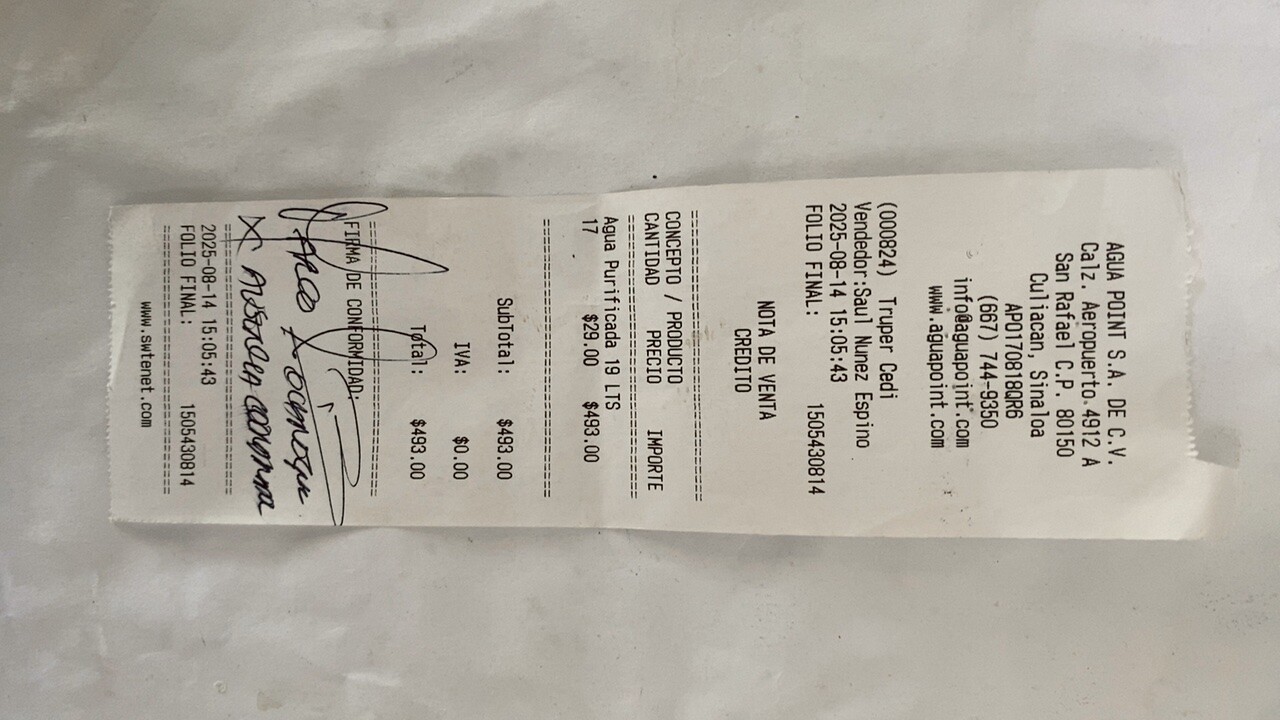 AGUA POINT S.A. DE C.V.
Calz. Aeropuerto 4912 A
San Rafael C.P. 80150
Culiacan, Sinaloa
APO170818QR6
(667) 744-9350
info@aguapoint.com
www.aguapoint.com
NOTA DE VENTA
CREDITO
(000824) Truper Cedi
Vendedor:Saul Nunez Espino
2025-08-14 15:05:43
FOLIO FINAL: 1505430814
CONCEPTO / PRODUCTO
CANTIDAD PRECIO IMPORTE
Agua Purificada 19 LTS
17 $29.00 $493.00
SubTotal: $493.00
IVA: $0.00
Total: $493.00
FIRMA DE CONFORMIDAD:
2025-08-14 15:05:43
FOLIO FINAL: 1505430814
www.swtenet.com